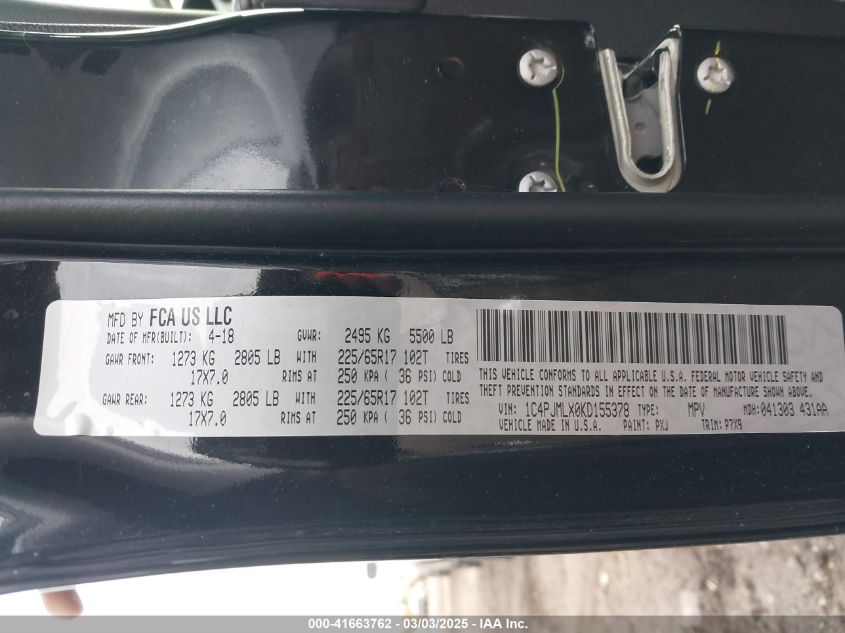 MFD BY FCA US LLC
DATE OF MFR(BUILT): 4-18 GVWR: 2495 KG 5500 LB
GAWR FRONT: 1273 KG 2805 LB WITH 225/65R17 102T TIRES
17X7.0 RIMS AT 250 KPA ( 36 PSI) COLD
GAWR REAR: 1273 KG 2805 LB WITH 225/65R17 102T TIRES
17X7.0 RIMS AT 250 KPA ( 36 PSI) COLD
THIS VEHICLE CONFORMS TO ALL APPLICABLE U.S.A. FEDERAL MOTOR VEHICLE SAFETY AND
THEFT PREVENTION STANDARDS IN EFFECT ON THE DATE OF MANUFACTURE SHOWN ABOVE.
VIN: 1C4PJMLX0KD155378 TYPE: MPV MDH: 041303 431AA
VEHICLE MADE IN U.S.A. PAINT: PXJ TRIM: P7X9
000-41663762 - 03/03/2025 - IAA Inc.